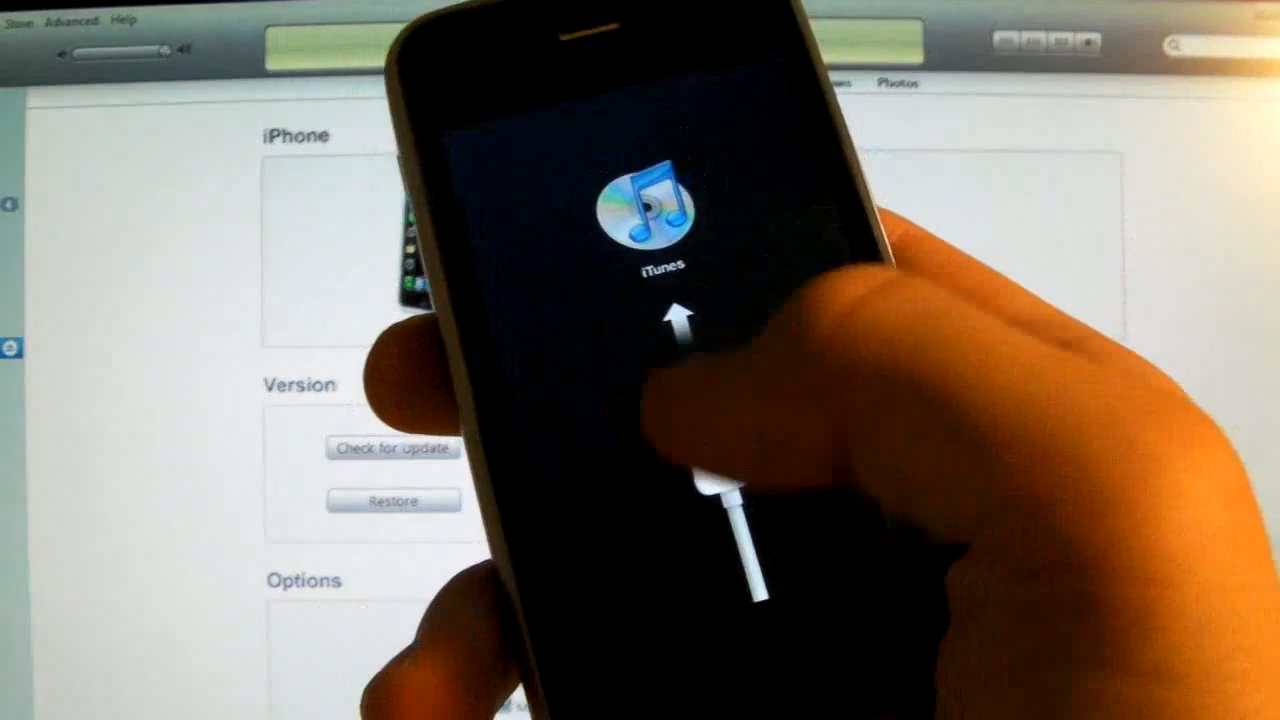 Store Advanced Help
Photos
iPhone
iTunes
Version
Check for Update
Restore
Options